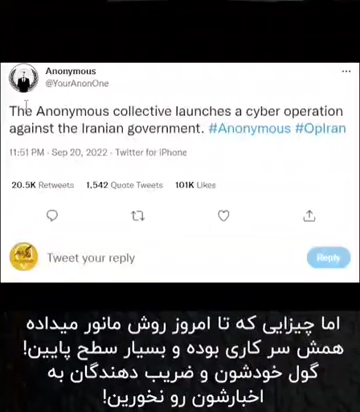 Anonymous
@YourAnonOne
The Anonymous collective launches a cyber operation
against the Iranian government. #Anonymous #OpIran
11:51 PM · Sep 20, 2022 · Twitter for iPhone
20.5K Retweets 1,542 Quote Tweets 101K Likes
Tweet your reply
Reply
اما چیزایی که تا امروز روش مانور میداده
همش سر کاری بوده و بسیار سطح پایین!
گول خودشون و ضریب دهندگان به
اخبارشون رو نخورین!